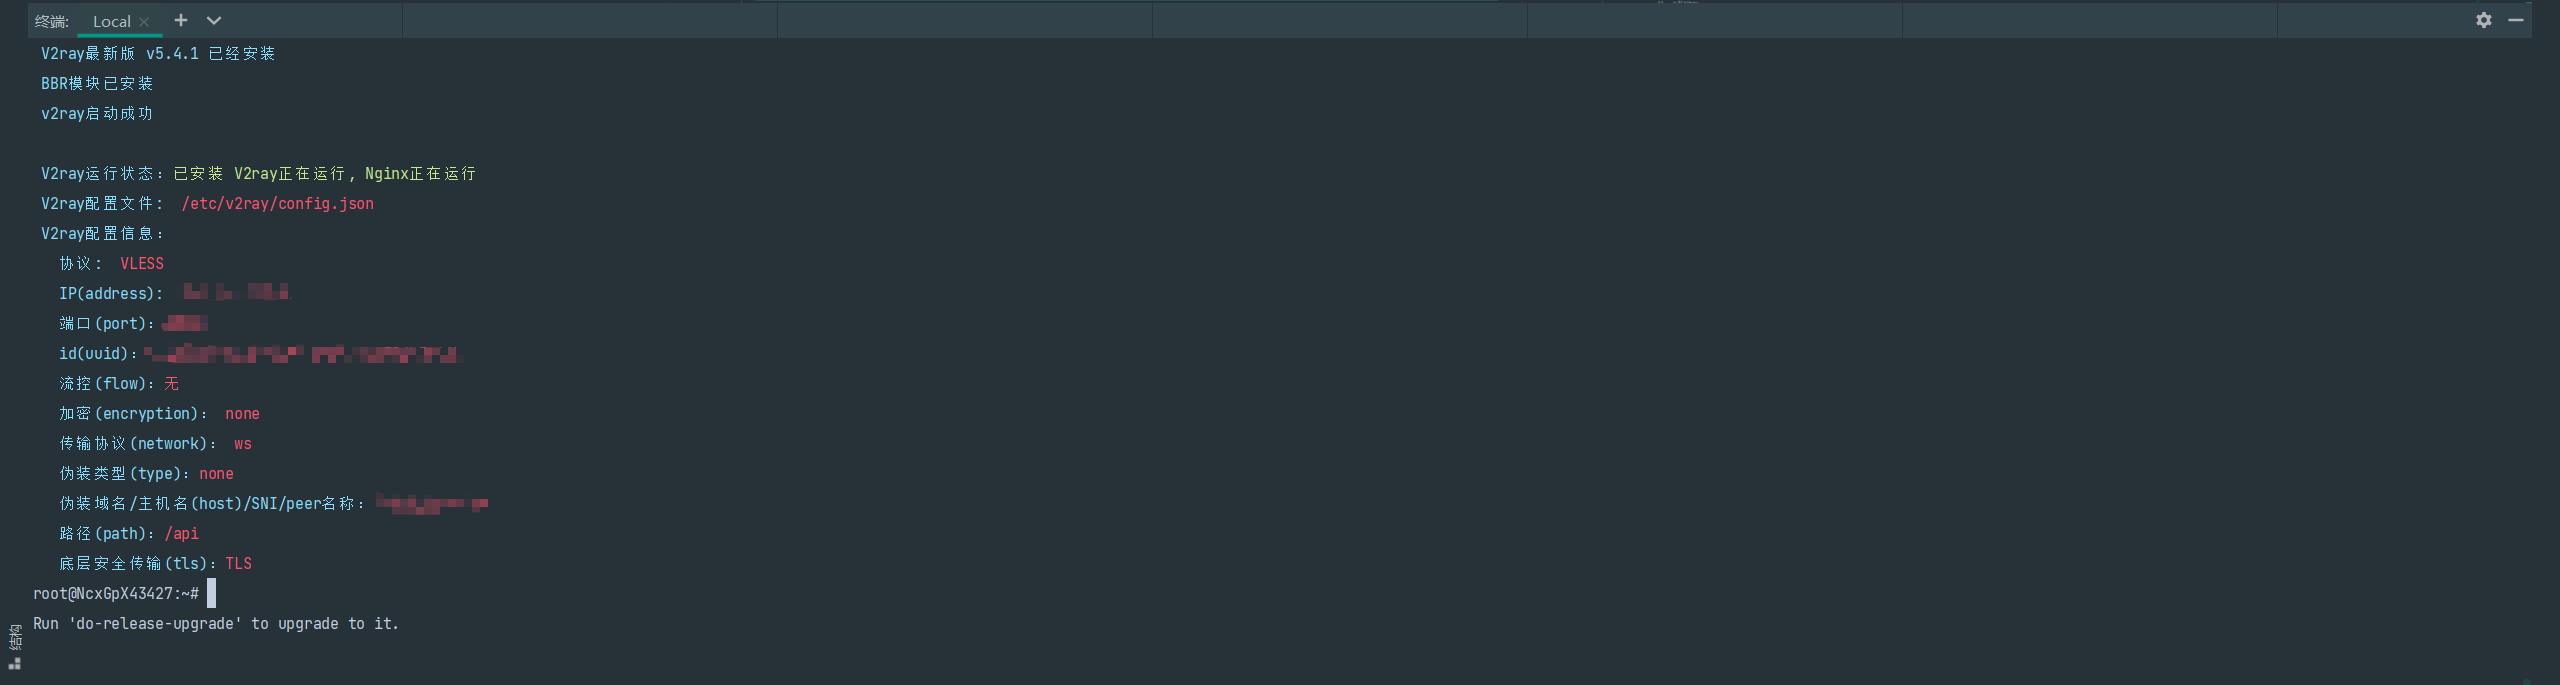 终端: Local
V2ray最新版 v5.4.1 已经安装
BBR模块已安装
v2ray启动成功
V2ray运行状态：已安装 V2ray正在运行, Nginx正在运行
V2ray配置文件： /etc/v2ray/config.json
V2ray配置信息：
协议： VLESS
IP(address):
端口(port)：
id(uuid)：
流控(flow)：无
加密(encryption)： none
传输协议(network)： ws
伪装类型(type)：none
伪装域名/主机名(host)/SNI/peer名称：
路径(path)：/api
底层安全传输(tls)：TLS
root@NcxGpX43427:~#
Run 'do-release-upgrade' to upgrade to it.
结构